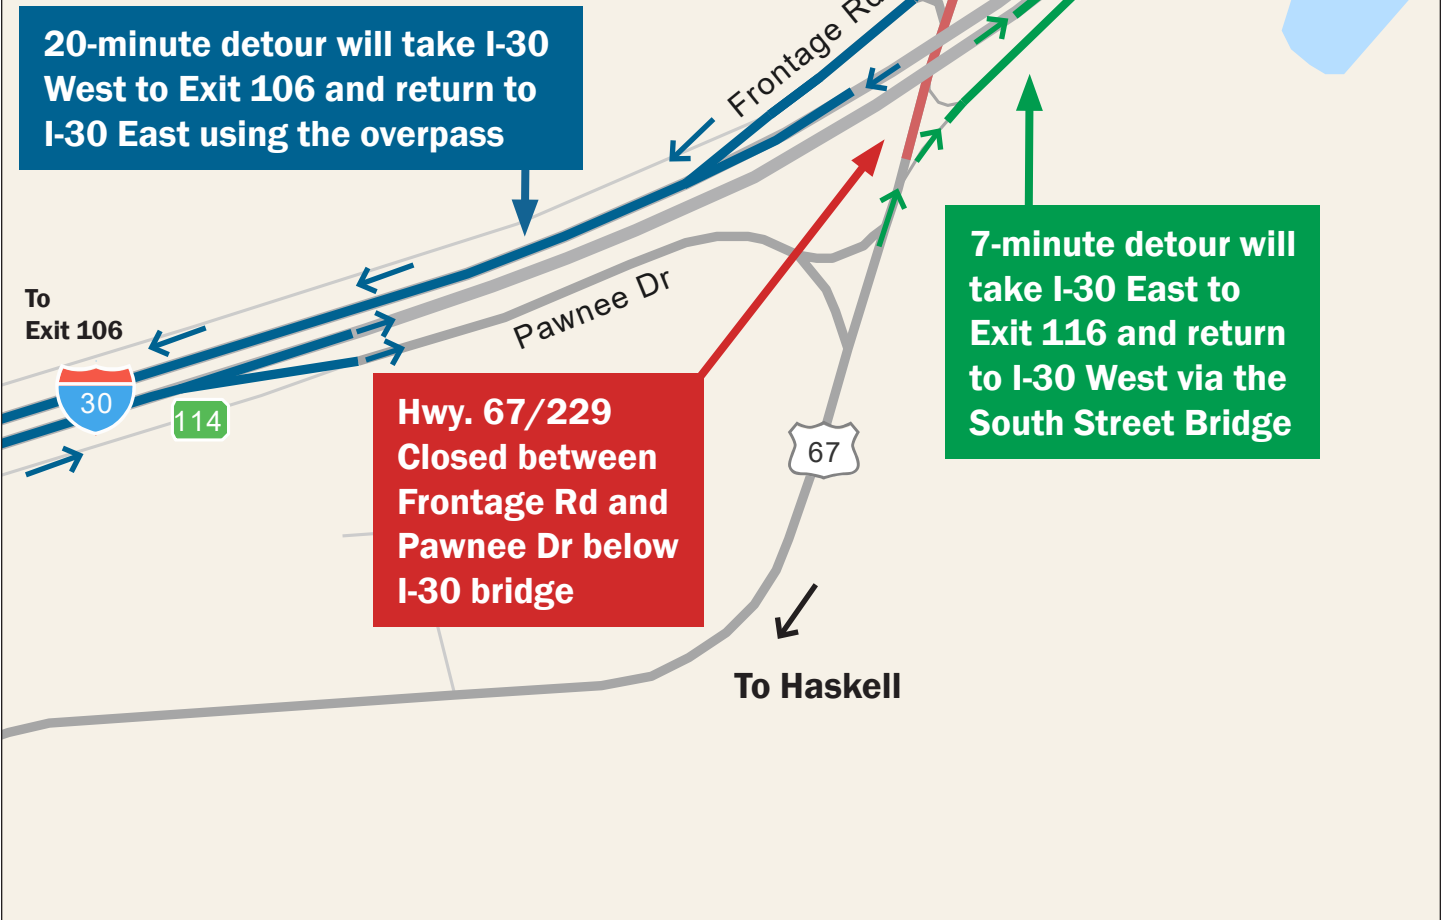 20-minute detour will take I-30
West to Exit 106 and return to
I-30 East using the overpass
Frontage Rd
7-minute detour will
take I-30 East to
Exit 116 and return
to I-30 West via the
South Street Bridge
To
Exit 106
Pawnee Dr
30
114
Hwy. 67/229
Closed between
Frontage Rd and
Pawnee Dr below
I-30 bridge
67
To Haskell